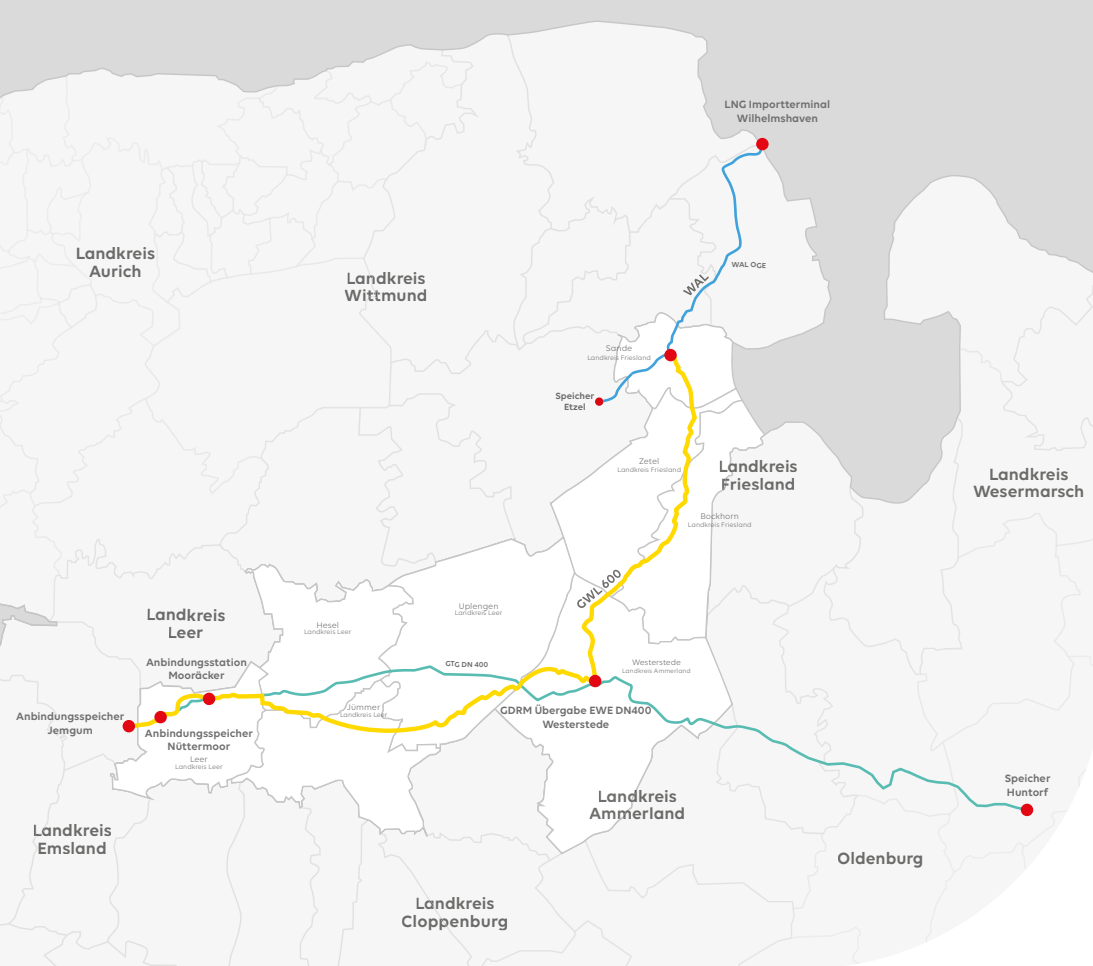 LNG Importterminal
Wilhelmshaven
Landkreis
Aurich
Landkreis
Wittmund
WAL OGE
WAL
Sande
Landkreis Friesland
Speicher
Etzel
Zetel
Landkreis Friesland
Landkreis
Friesland
Landkreis
Wesermarsch
Bockhorn
Landkreis Friesland
GWL 600
Uplengen
Landkreis Leer
Hesel
Landkreis Leer
Landkreis
Leer
Anbindungsstation
Mooräcker
GTG DN 400
Westerstede
Landkreis Ammerland
Jümmer
Landkreis Leer
Anbindungsspeicher
Jemgum
GDRM Übergabe EWE DN400
Westerstede
Anbindungsspeicher
Nüttermoor
Leer
Landkreis Leer
Speicher
Huntorf
Landkreis
Ammerland
Landkreis
Emsland
Oldenburg
Landkreis
Cloppenburg